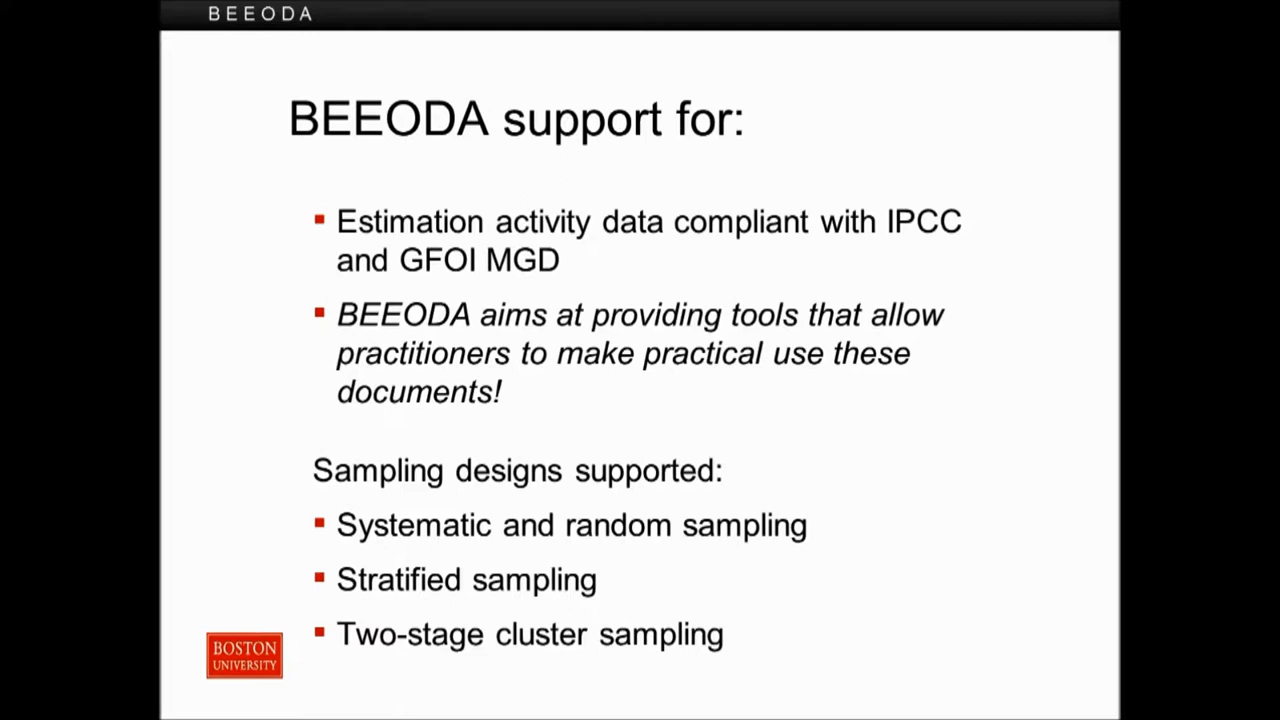 BEEODA
BEEODA support for:
▪ Estimation activity data compliant with IPCC
and GFOI MGD
▪ BEEODA aims at providing tools that allow
practitioners to make practical use these
documents!
Sampling designs supported:
▪ Systematic and random sampling
▪ Stratified sampling
▪ Two-stage cluster sampling
BOSTON
UNIVERSITY